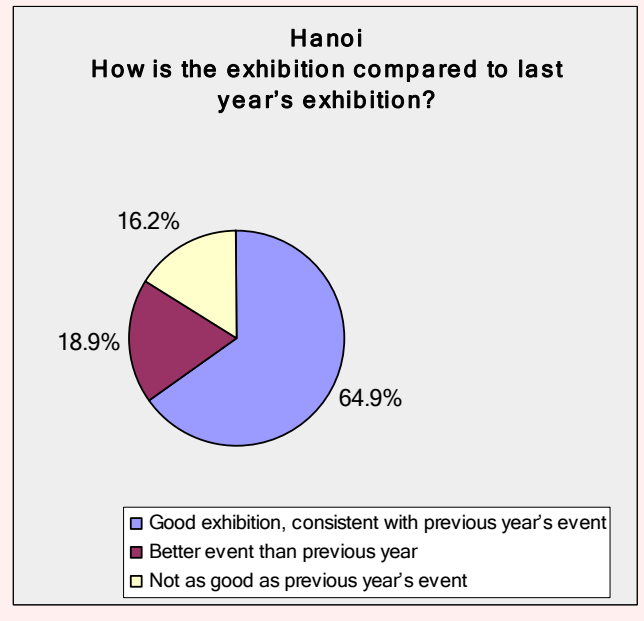 Hanoi
How is the exhibition compared to last
year’s exhibition?
16.2%
18.9%
64.9%
Good exhibition, consistent with previous year’s event
Better event than previous year
Not as good as previous year’s event